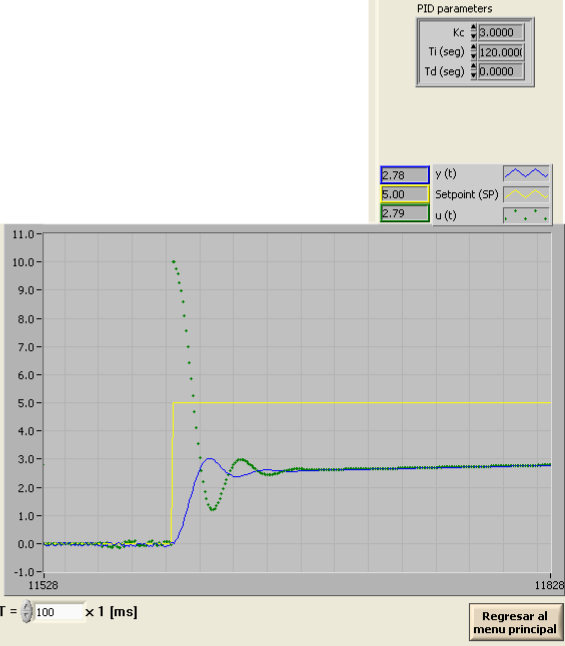 PID parameters
Kc 3.0000
Ti (seg) 120.000
Td (seg) 0.0000
2.78 y (t)
5.00 Setpoint (SP)
2.79 u (t)
11.0
10.0
9.0
8.0
7.0
6.0
5.0
4.0
3.0
2.0
1.0
0.0
-1.0
11528 11828
T = 100 x 1 [ms]
Regresar al
menu principal